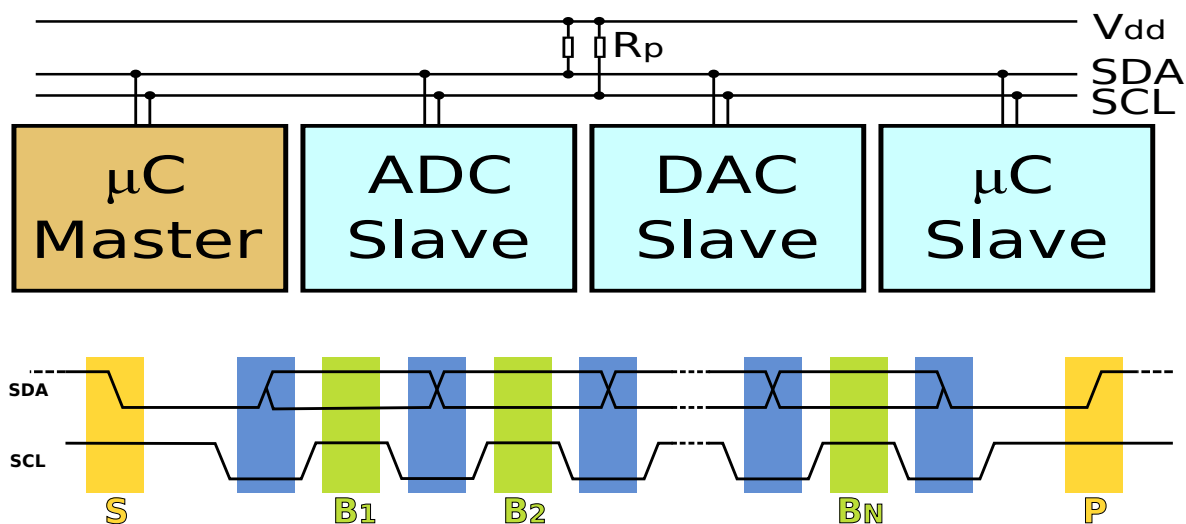 Vdd
Rp
SDA
SCL
μC Master
ADC Slave
DAC Slave
μC Slave
SDA
SCL
S B1 B2 BN P